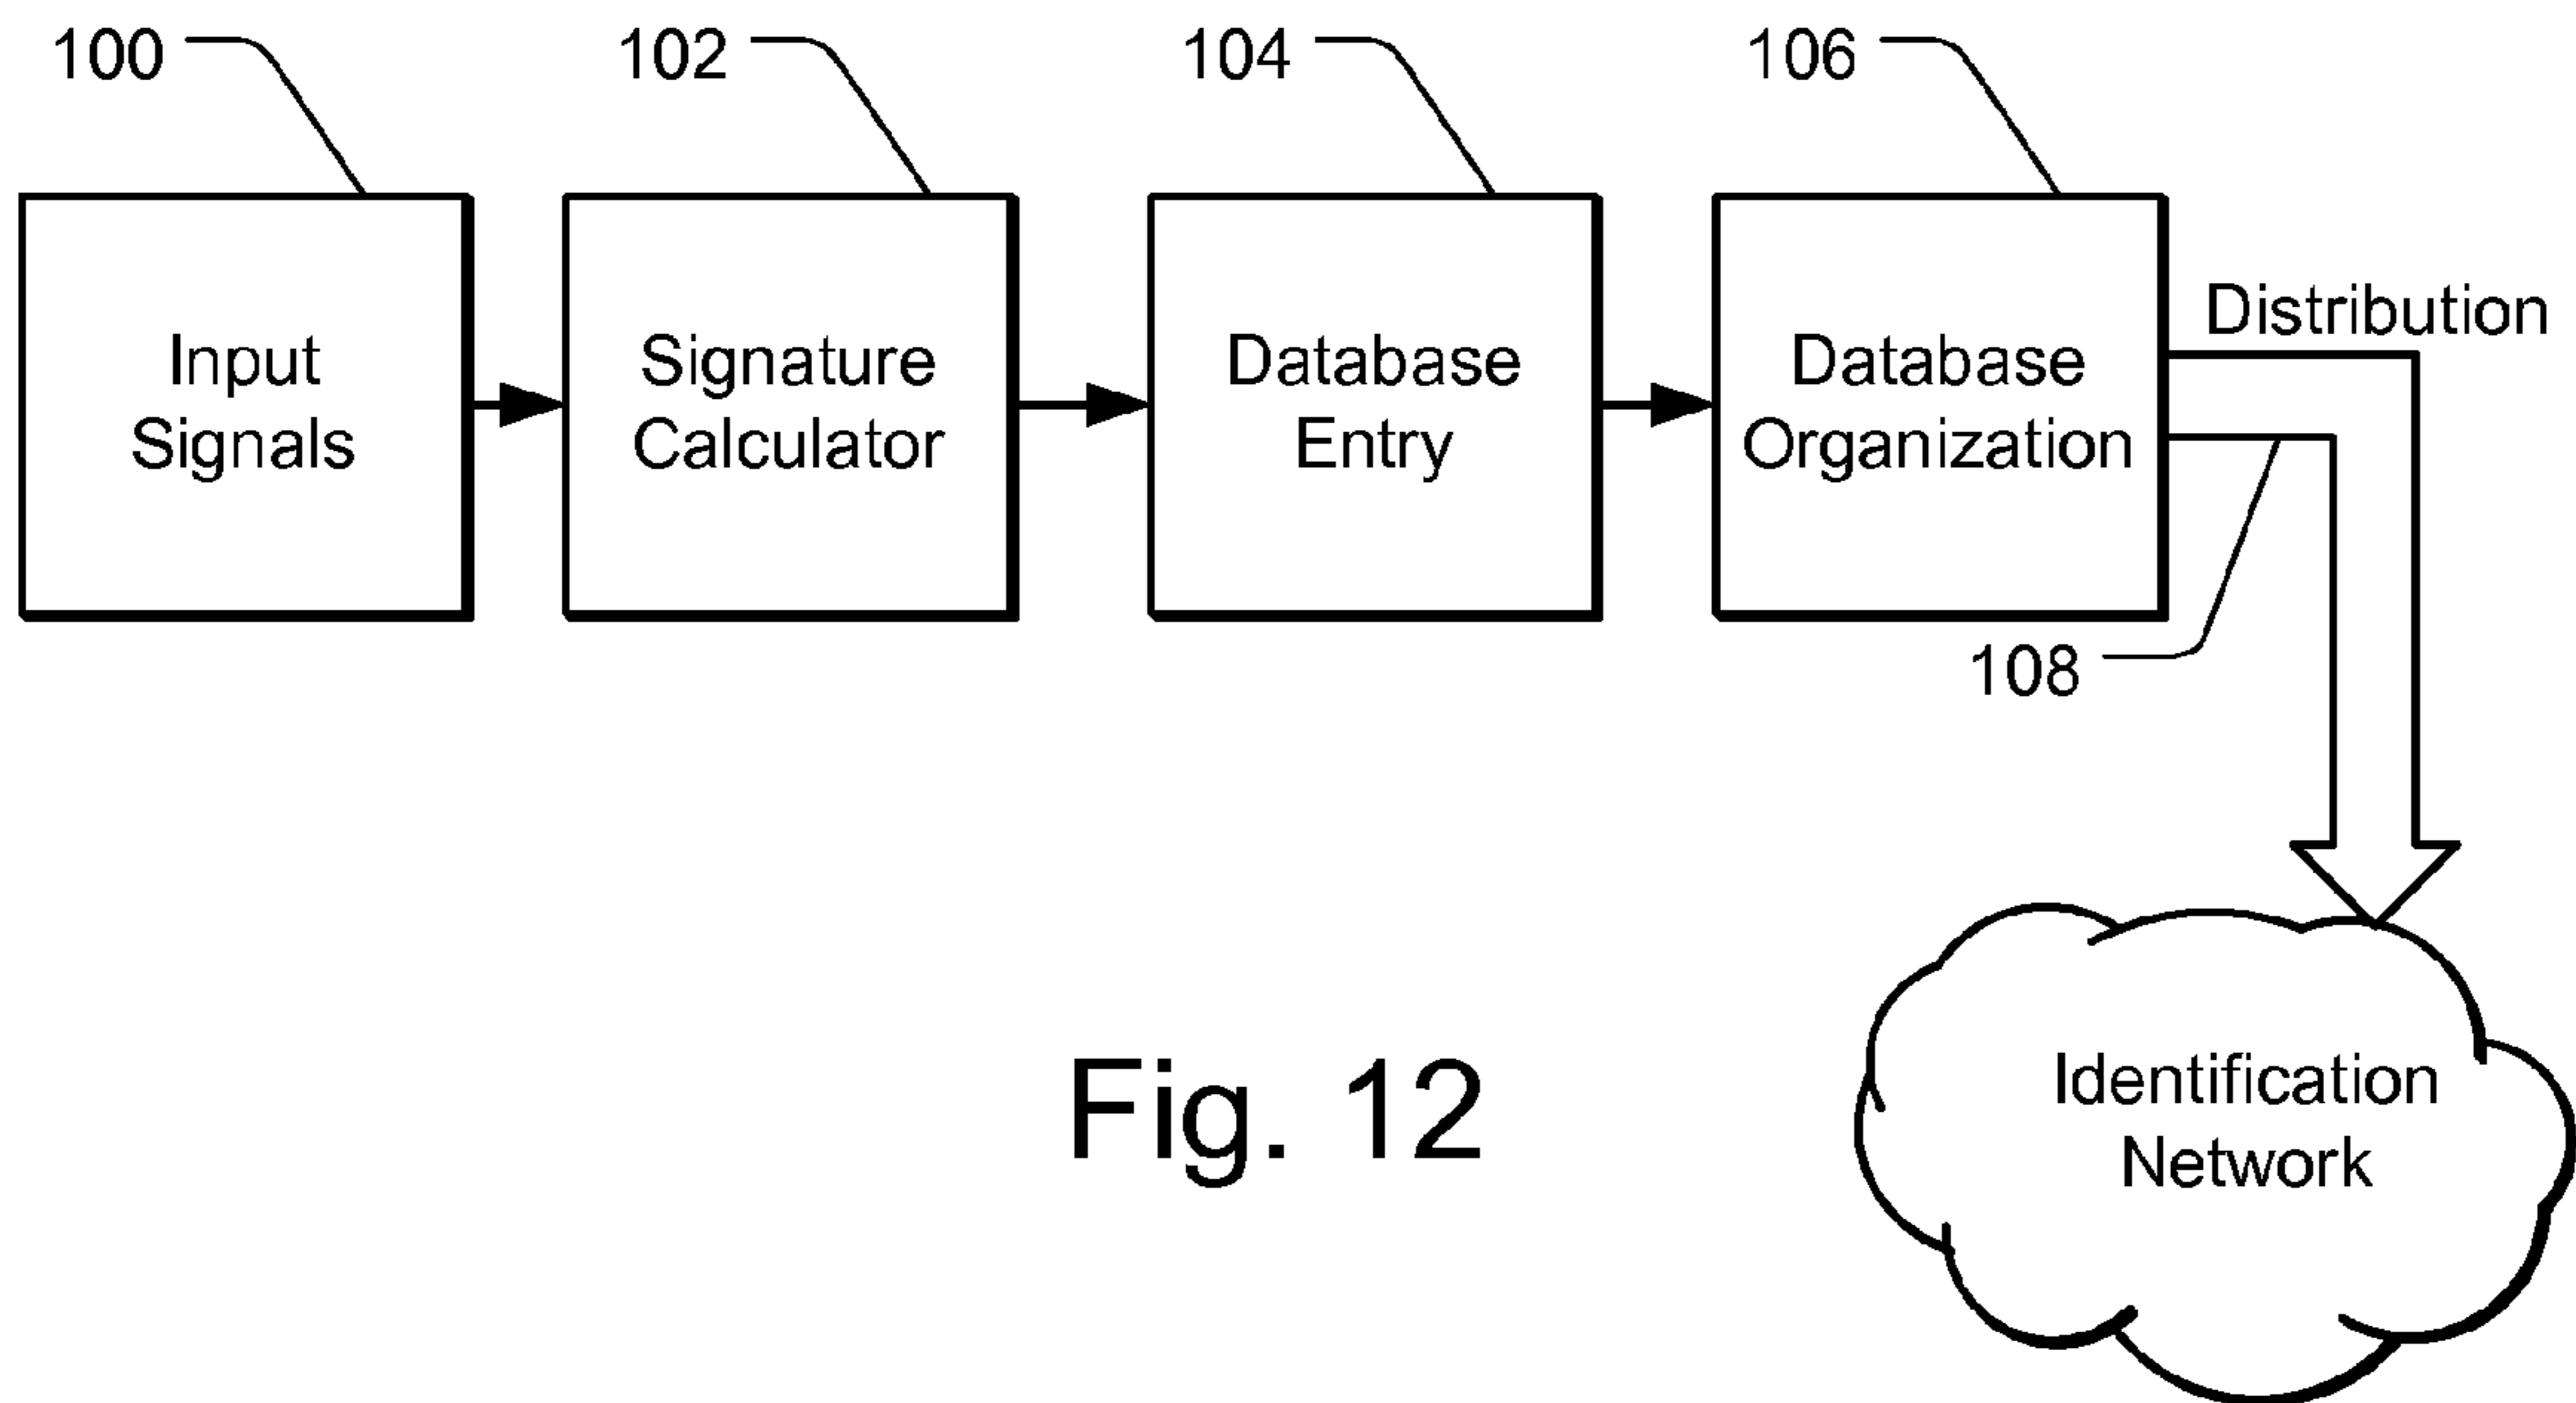 100
102
104
106
Input
Signals
Signature
Calculator
Database
Entry
Database
Organization
Distribution
108
Identification
Network
Fig. 12